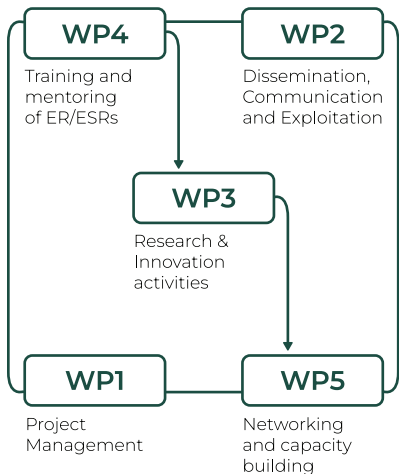 WP4
Training and
mentoring
of ER/ESRs
WP2
Dissemination,
Communication
and Exploitation
WP3
Research &
Innovation
activities
WP1
Project
Management
WP5
Networking
and capacity
building